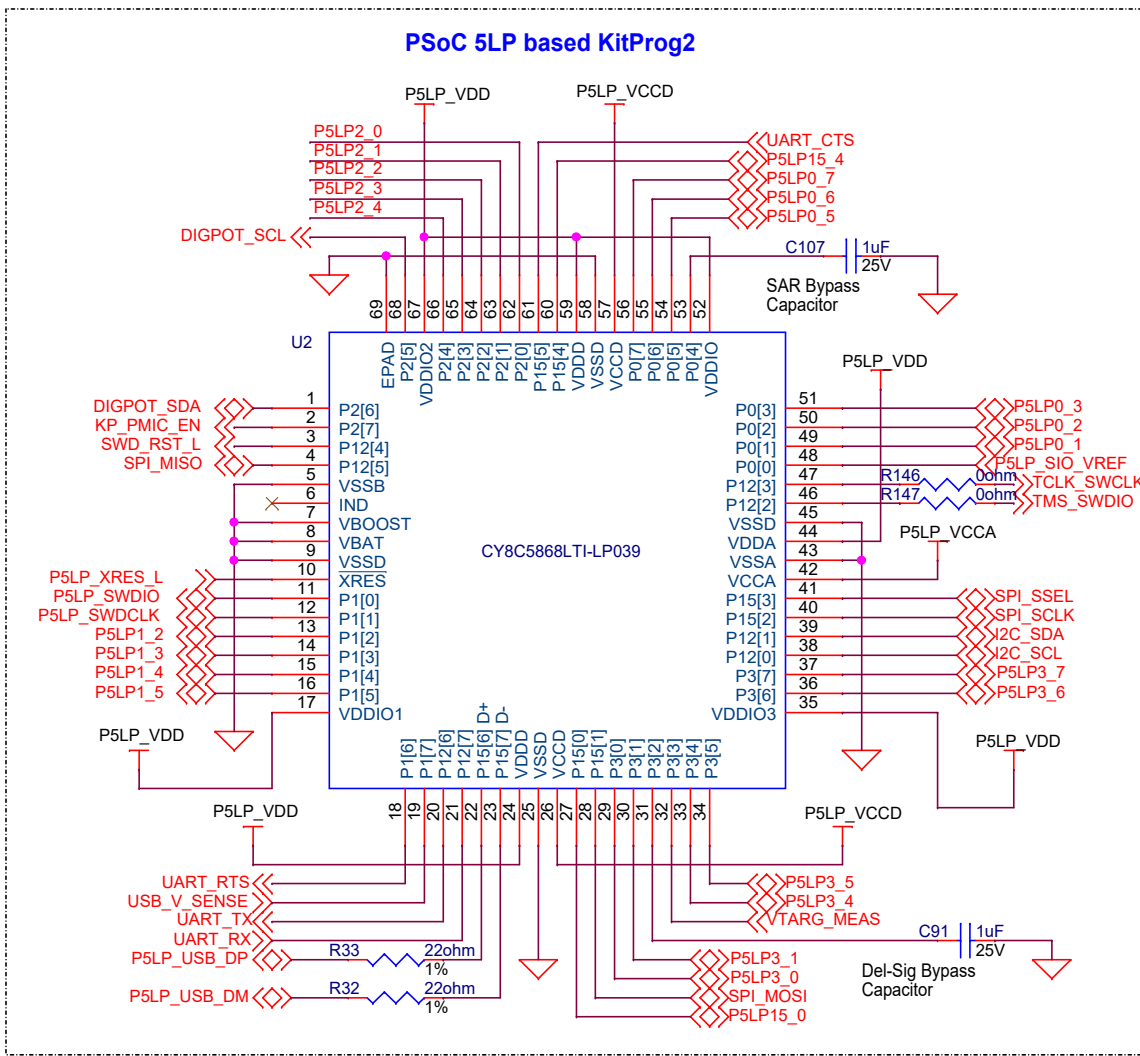 PSoC 5LP based KitProg2
P5LP_VDD
P5LP_VCCD
P5LP2_0
P5LP2_1
P5LP2_2
P5LP2_3
P5LP2_4
DIGPOT_SCL
UART_CTS
P5LP15_4
P5LP0_7
P5LP0_6
P5LP0_5
C107
1uF
25V
SAR Bypass
Capacitor
69 68 67 66 65 64 63 62 61 60 59 58 57 56 55 54 53 52
U2
EPAD P2[5] VDDIO2 P2[4] P2[3] P2[2] P2[1] P2[0] P15[5] P15[4] VDDD VSSD VCCD P0[7] P0[6] P0[5] P0[4] VDDIO
P5LP_VDD
DIGPOT_SDA 1 P2[6]
KP_PMIC_EN 2 P2[7]
SWD_RST_L 3 P12[4]
SPI_MISO 4 P12[5]
5 VSSB
6 IND
7 VBOOST
8 VBAT
9 VSSD
P5LP_XRES_L 10 XRES
P5LP_SWDIO 11 P1[0]
P5LP_SWDCLK 12 P1[1]
P5LP1_2 13 P1[2]
P5LP1_3 14 P1[3]
P5LP1_4 15 P1[4]
P5LP1_5 16 P1[5]
17 VDDIO1
P5LP_VDD
CY8C5868LTI-LP039
P0[3] 51 P5LP0_3
P0[2] 50 P5LP0_2
P0[1] 49 P5LP0_1
P0[0] 48 P5LP_SIO_VREF
P12[3] 47 R146 0ohm TCLK_SWCLK
P12[2] 46 R147 0ohm TMS_SWDIO
VSSD 45
VDDA 44
P5LP_VCCA
VSSA 43
VCCA 42
P15[3] 41 SPI_SSEL
P15[2] 40 SPI_SCLK
P12[1] 39 I2C_SDA
P12[0] 38 I2C_SCL
P3[7] 37 P5LP3_7
P3[6] 36 P5LP3_6
VDDIO3 35
P5LP_VDD
P1[6] P1[7] P12[6] P12[7] P15[6] D+ P15[7] D- VDDD VSSD VCCD P15[0] P15[1] P3[0] P3[1] P3[2] P3[3] P3[4] P3[5]
18 19 20 21 22 23 24 25 26 27 28 29 30 31 32 33 34
P5LP_VDD
P5LP_VCCD
UART_RTS
USB_V_SENSE
UART_TX
UART_RX
P5LP_USB_DP R33 22ohm
1%
P5LP_USB_DM R32 22ohm
1%
P5LP3_5
P5LP3_4
VTARG_MEAS
C91
1uF
25V
Del-Sig Bypass
Capacitor
P5LP3_1
P5LP3_0
SPI_MOSI
P5LP15_0